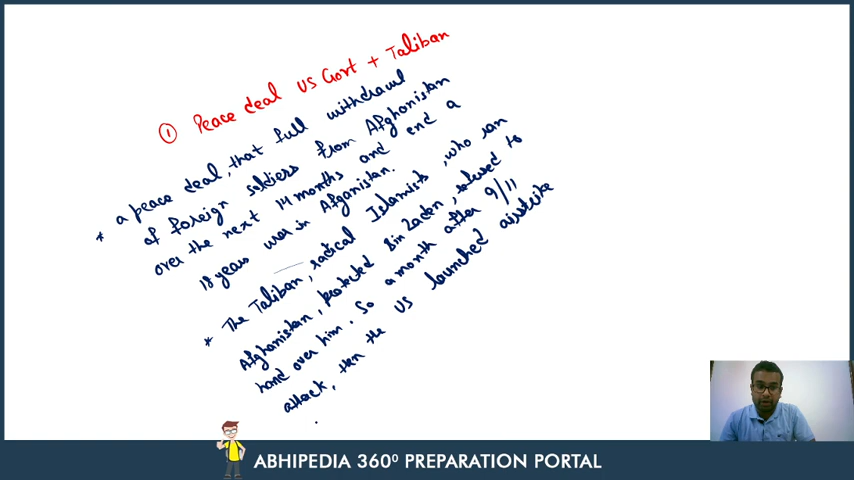 ① Peace deal US Govt + Taliban
* a peace deal, that full withdrawl
of foreign soldiers from Afghanistan
over the next 14 months and end a
18 years war in Afganistan.
* The Taliban, radical Islamists, who ran
Afghanistan, protected Bin Laden, refused to
hand over him. So a month after 9/11
attack, then the US launched airstrike
ABHIPEDIA 360⁰ PREPARATION PORTAL